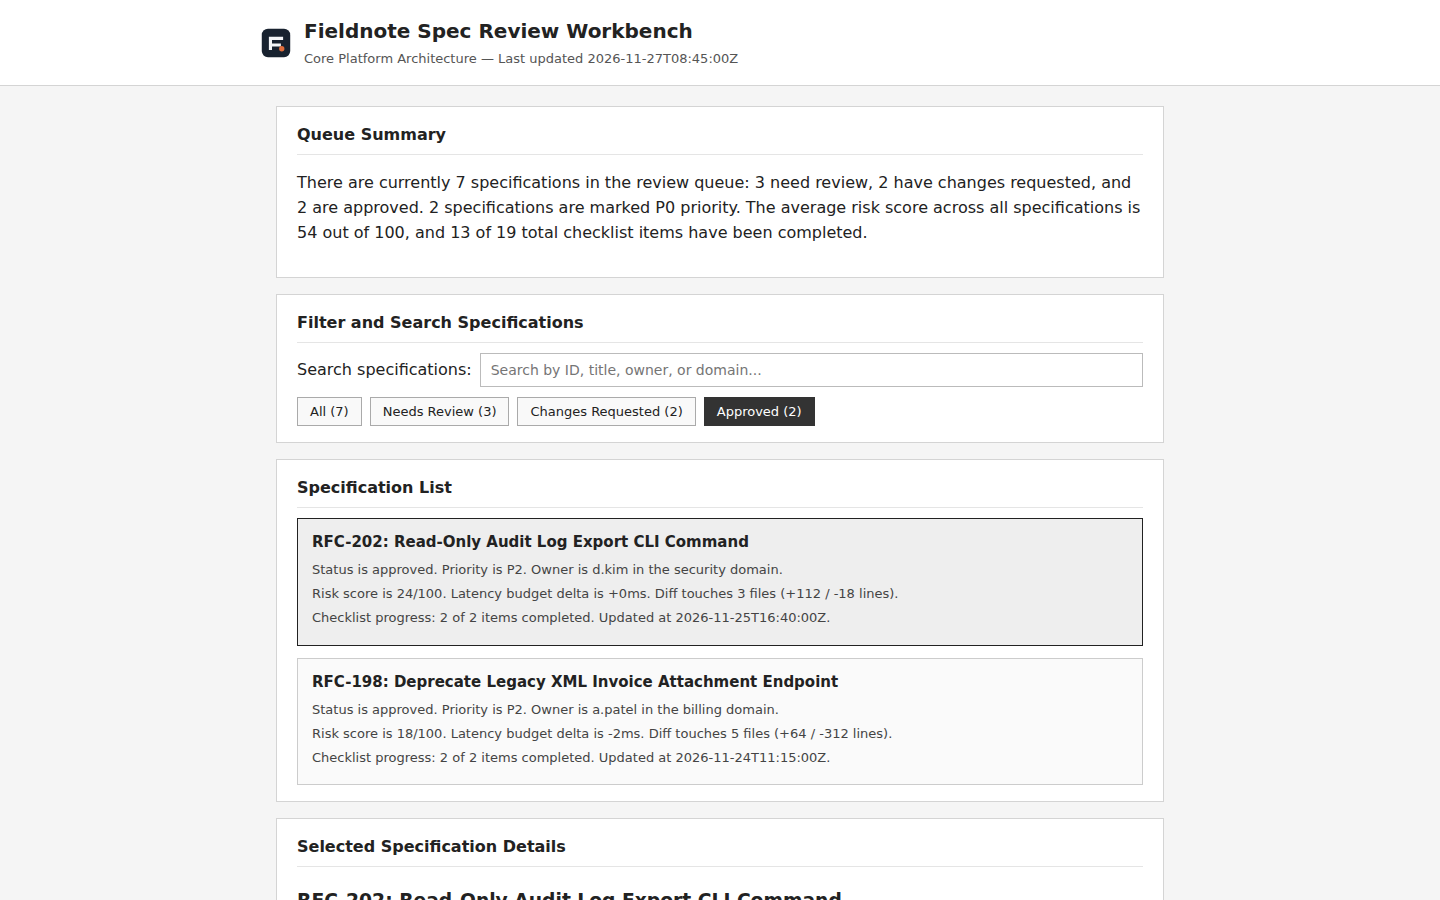 Fieldnote Spec Review Workbench
Core Platform Architecture — Last updated 2026-11-27T08:45:00Z
Queue Summary
There are currently 7 specifications in the review queue: 3 need review, 2 have changes requested, and
2 are approved. 2 specifications are marked P0 priority. The average risk score across all specifications is
54 out of 100, and 13 of 19 total checklist items have been completed.
Filter and Search Specifications
Search specifications: Search by ID, title, owner, or domain...
All (7) Needs Review (3) Changes Requested (2) Approved (2)
Specification List
RFC-202: Read-Only Audit Log Export CLI Command
Status is approved. Priority is P2. Owner is d.kim in the security domain.
Risk score is 24/100. Latency budget delta is +0ms. Diff touches 3 files (+112 / -18 lines).
Checklist progress: 2 of 2 items completed. Updated at 2026-11-25T16:40:00Z.
RFC-198: Deprecate Legacy XML Invoice Attachment Endpoint
Status is approved. Priority is P2. Owner is a.patel in the billing domain.
Risk score is 18/100. Latency budget delta is -2ms. Diff touches 5 files (+64 / -312 lines).
Checklist progress: 2 of 2 items completed. Updated at 2026-11-24T11:15:00Z.
Selected Specification Details
RFC-202: Read-Only Audit Log Export CLI Command